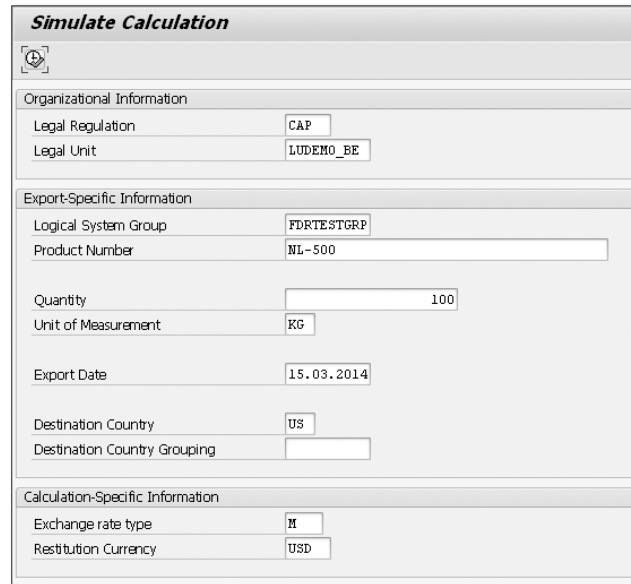 Simulate Calculation
Organizational Information
Legal Regulation CAP
Legal Unit LUDEMO_BE
Export-Specific Information
Logical System Group FDRTESTGRP
Product Number NL-500
Quantity 100
Unit of Measurement KG
Export Date 15.03.2014
Destination Country US
Destination Country Grouping
Calculation-Specific Information
Exchange rate type M
Restitution Currency USD